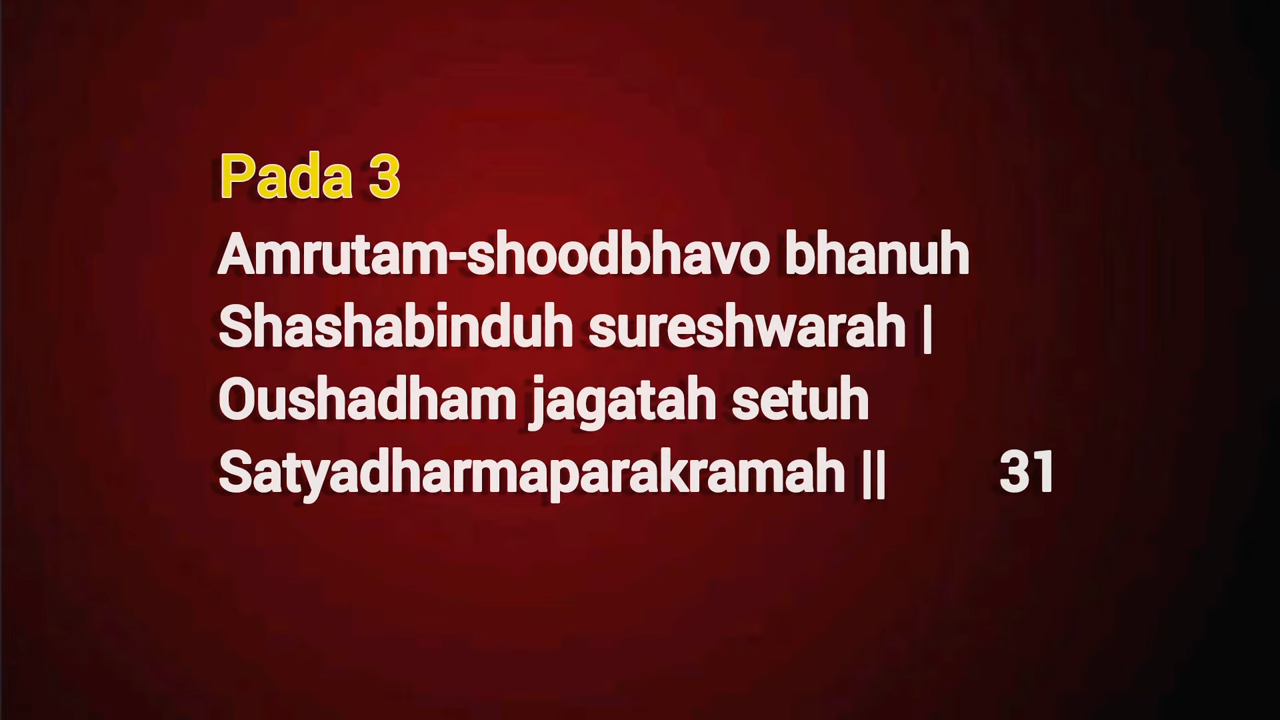 Pada 3
Amrutam-shoodbhavo bhanuh
Shashabinduh sureshwarah |
Oushadham jagatah setuh
Satyadharmaparakramah || 31